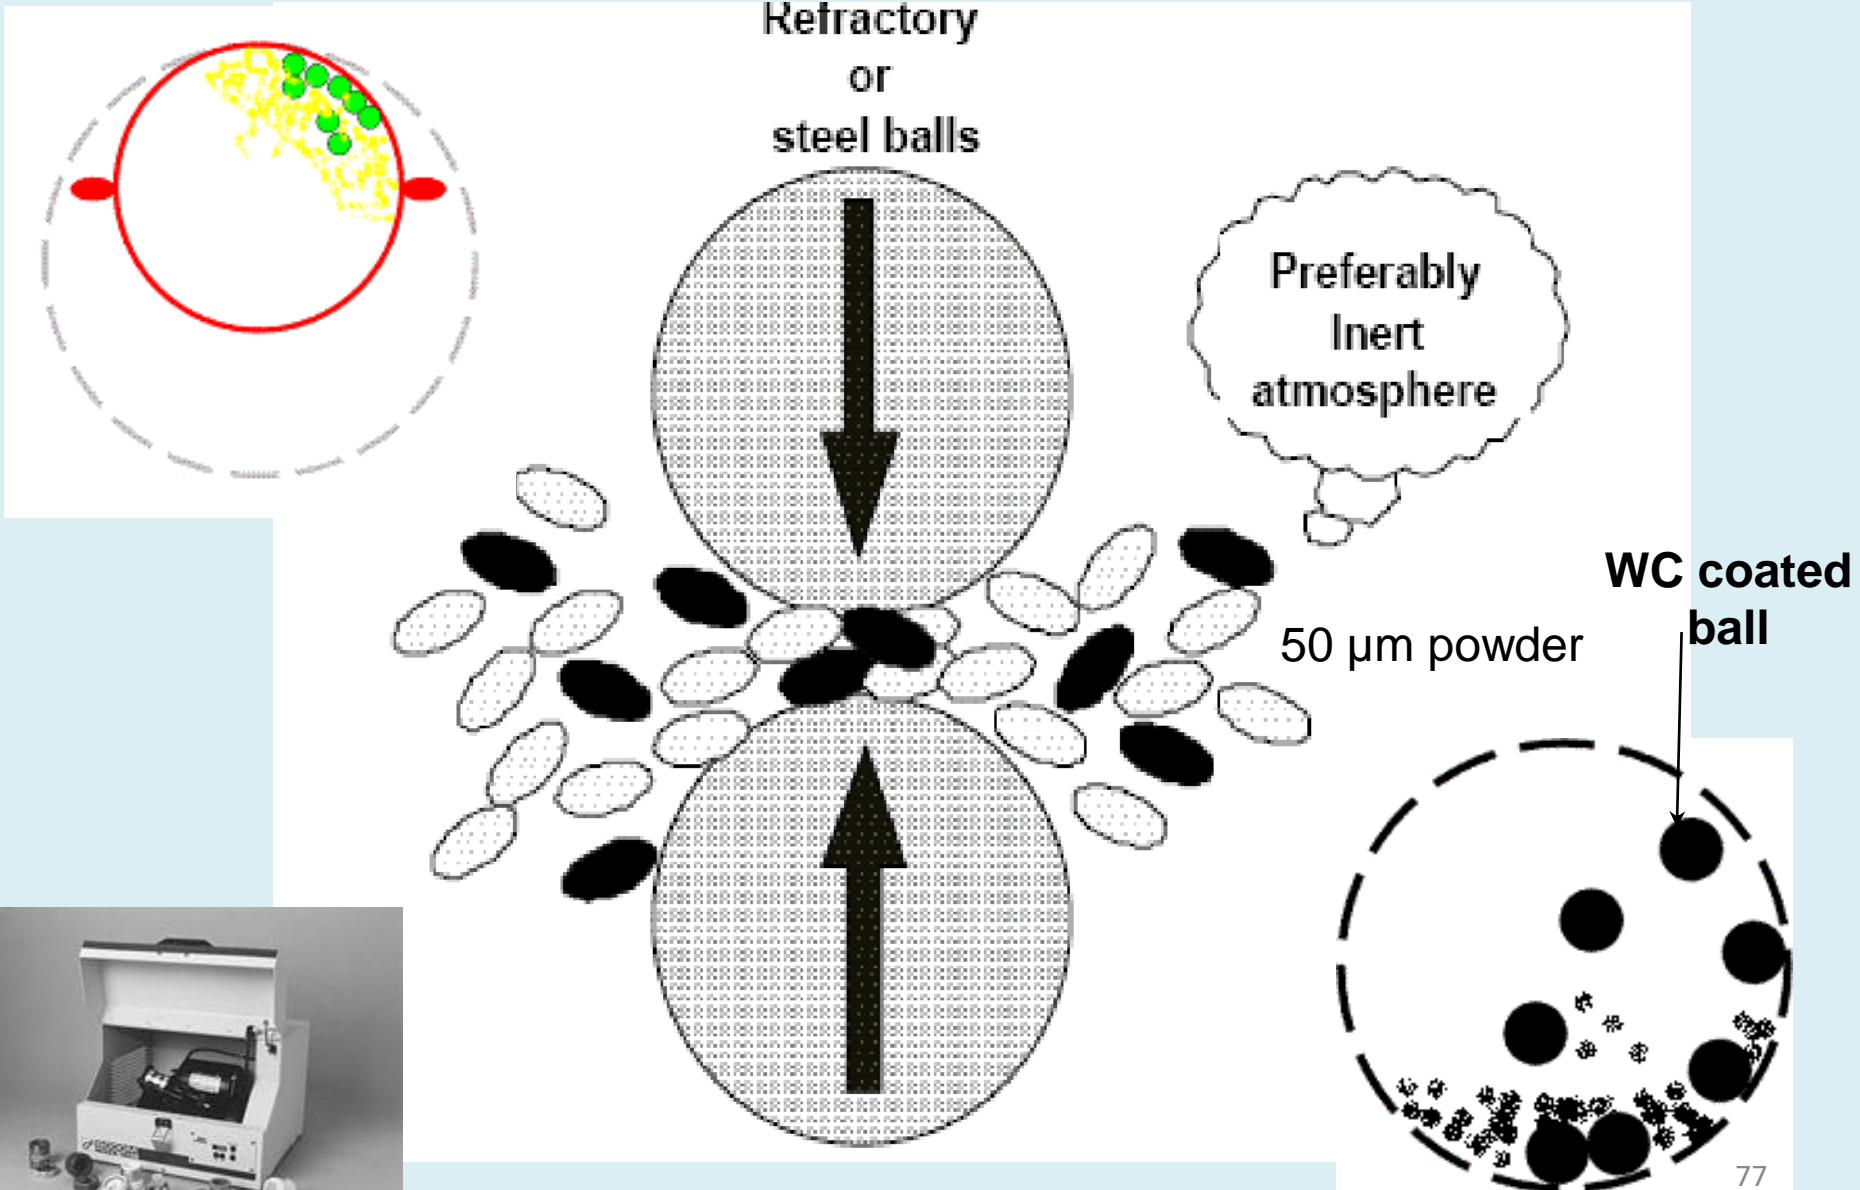 Refractory
or
steel balls
Preferably
Inert
atmosphere
WC coated
ball
50 µm powder
77